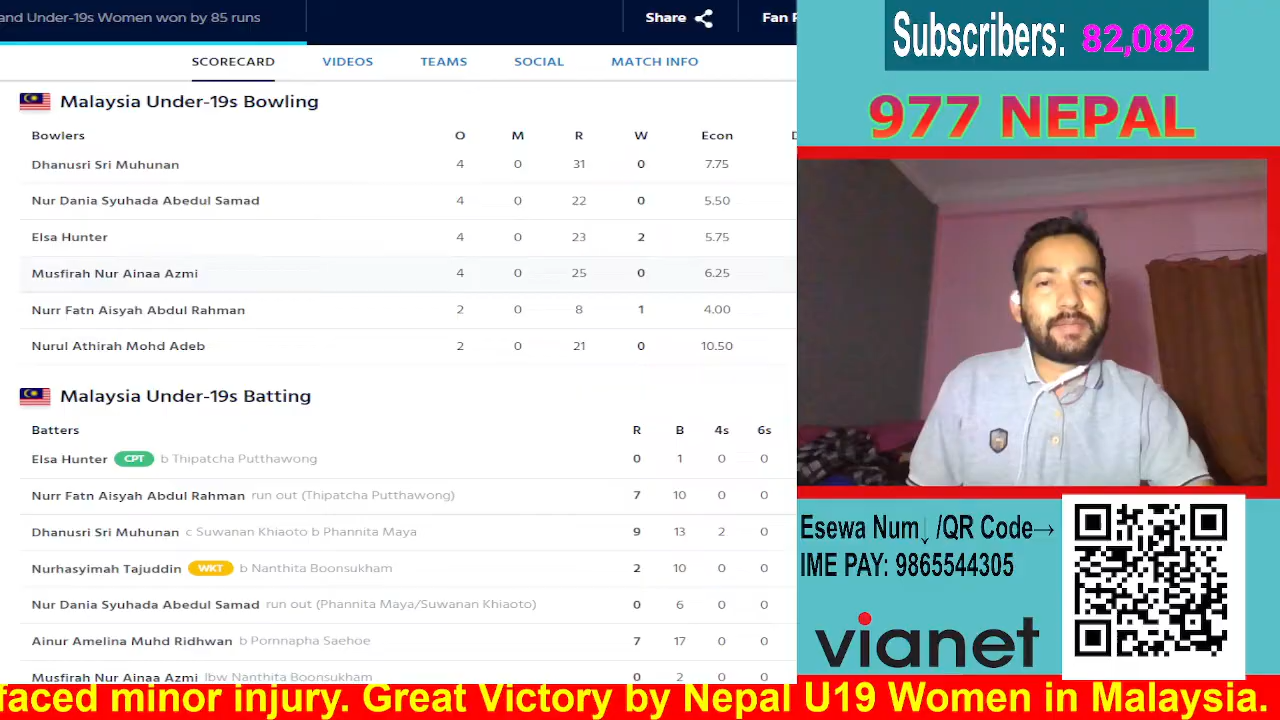 and Under-19s Women won by 85 runs
Share
Fan
SCORECARD VIDEOS TEAMS SOCIAL MATCH INFO
Malaysia Under-19s Bowling
Bowlers O M R W Econ
Dhanusri Sri Muhunan 4 0 31 0 7.75
Nur Dania Syuhada Abedul Samad 4 0 22 0 5.50
Elsa Hunter 4 0 23 2 5.75
Musfirah Nur Ainaa Azmi 4 0 25 0 6.25
Nurr Fatn Aisyah Abdul Rahman 2 0 8 1 4.00
Nurul Athirah Mohd Adeb 2 0 21 0 10.50
Malaysia Under-19s Batting
Batters R B 4s 6s
Elsa Hunter CPT b Thipatcha Putthawong 0 1 0 0
Nurr Fatn Aisyah Abdul Rahman run out (Thipatcha Putthawong) 7 10 0 0
Dhanusri Sri Muhunan c Suwanan Khiaoto b Phannita Maya 9 13 2 0
Nurhasyimah Tajuddin WKT b Nanthita Boonsukham 2 10 0 0
Nur Dania Syuhada Abedul Samad run out (Phannita Maya/Suwanan Khiaoto) 0 6 0 0
Ainur Amelina Muhd Ridhwan b Pornnapha Saehoe 7 17 0 0
Musfirah Nur Ainaa Azmi lbw Nanthita Boonsukham 0 2 0 0
Subscribers: 82,082
977 NEPAL
Esewa Num↓ /QR Code→
IME PAY: 9865544305
vianet
faced minor injury. Great Victory by Nepal U19 Women in Malaysia.